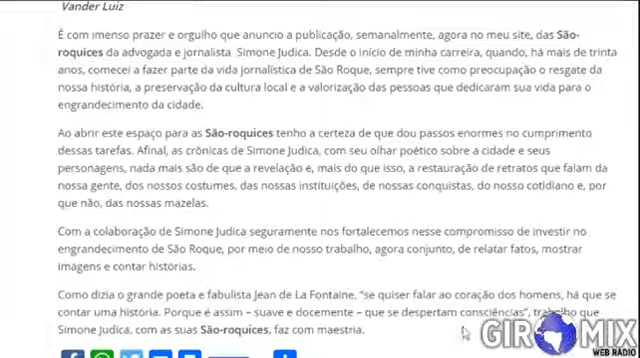 Vander Luiz
É com imenso prazer e orgulho que anuncio a publicação, semanalmente, agora no meu site, das São-
roquices da advogada e jornalista Simone Judica. Desde o início de minha carreira, quando, há mais de trinta
anos, comecei a fazer parte da vida jornalística de São Roque, sempre tive como preocupação o resgate da
nossa história, a preservação da cultura local e a valorização das pessoas que dedicaram sua vida para o
engrandecimento da cidade.
Ao abrir este espaço para as São-roquices tenho a certeza de que dou passos enormes no cumprimento
dessas tarefas. Afinal, as crônicas de Simone Judica, com seu olhar poético sobre a cidade e seus
personagens, nada mais são de que a revelação e, mais do que isso, a restauração de retratos que falam da
nossa gente, dos nossos costumes, das nossas instituições, de nossas conquistas, do nosso cotidiano e, por
que não, das nossas mazelas.
Com a colaboração de Simone Judica seguramente nos fortalecemos nesse compromisso de investir no
engrandecimento de São Roque, por meio de nosso trabalho, agora conjunto, de relatar fatos, mostrar
imagens e contar histórias.
Como dizia o grande poeta e fabulista Jean de La Fontaine, "se quiser falar ao coração dos homens, há que se
contar uma história. Porque é assim – suave e docemente – que se despertam consciências", trabalho que
Simone Judica, com as suas São-roquices, faz com maestria.
GIROMIX
WEB RÁDIO